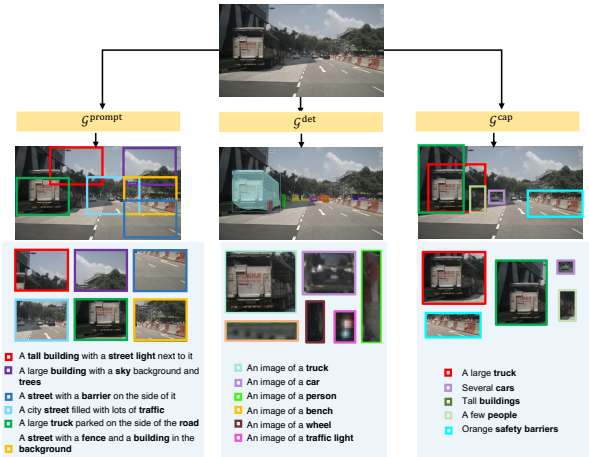 𝒢prompt
𝒢det
𝒢cap
A tall building with a street light next to it
A large building with a sky background and
trees
A street with a barrier on the side of it
A city street filled with lots of traffic
A large truck parked on the side of the road
A street with a fence and a building in the
background
An image of a truck
An image of a car
An image of a person
An image of a bench
An image of a wheel
An image of a traffic light
A large truck
Several cars
Tall buildings
A few people
Orange safety barriers